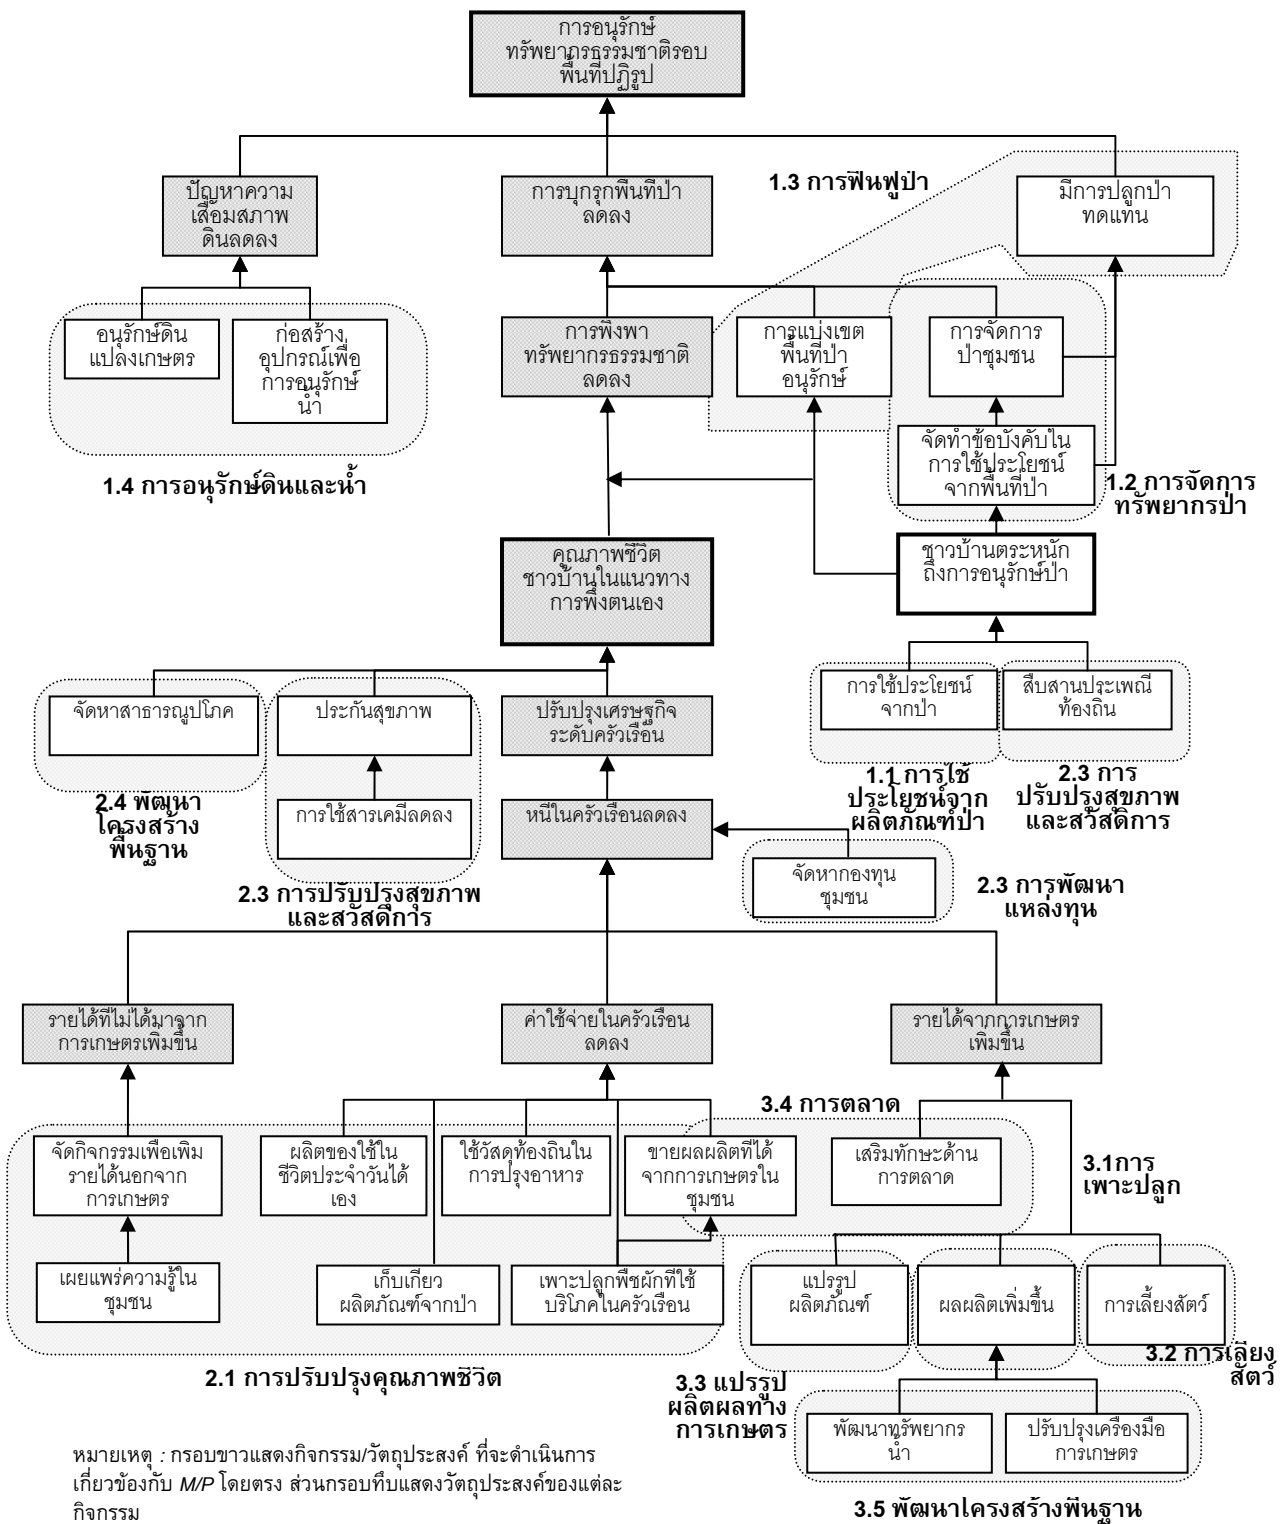 การอนุรักษ์
ทรัพยากรธรรมชาติรอบ
พื้นที่ปฏิรูป
ปัญหาความ
เสื่อมสภาพ
ดินลดลง
การบุกรุกพื้นที่ป่า
ลดลง
1.3 การฟื้นฟูป่า
มีการปลูกป่า
ทดแทน
อนุรักษ์ดิน
แปลงเกษตร
ก่อสร้าง
อุปกรณ์เพื่อ
การอนุรักษ์
น้ำ
การพึ่งพา
ทรัพยากรธรรมชาติ
ลดลง
การแบ่งเขต
พื้นที่ป่า
อนุรักษ์
การจัดการ
ป่าชุมชน
จัดทำข้อบังคับใน
การใช้ประโยชน์
จากพื้นที่ป่า
1.4 การอนุรักษ์ดินและน้ำ
1.2 การจัดการ
ทรัพยากรป่า
คุณภาพชีวิต
ชาวบ้านในแนวทาง
การพึ่งตนเอง
ชาวบ้านตระหนัก
ถึงการอนุรักษ์ป่า
จัดหาสาธารณูปโภค
ประกันสุขภาพ
ปรับปรุงเศรษฐกิจ
ระดับครัวเรือน
การใช้ประโยชน์
จากป่า
สืบสานประเพณี
ท้องถิ่น
2.4 พัฒนา
โครงสร้าง
พื้นฐาน
การใช้สารเคมีลดลง
หนี้ในครัวเรือนลดลง
1.1 การใช้
ประโยชน์จาก
ผลิตภัณฑ์ป่า
2.3 การ
ปรับปรุงสุขภาพ
และสวัสดิการ
2.3 การปรับปรุงสุขภาพ
และสวัสดิการ
จัดหากองทุน
ชุมชน
2.3 การพัฒนา
แหล่งทุน
รายได้ที่ไม่ได้มาจาก
การเกษตรเพิ่มขึ้น
ค่าใช้จ่ายในครัวเรือน
ลดลง
รายได้จากการเกษตร
เพิ่มขึ้น
3.4 การตลาด
จัดกิจกรรมเพื่อเพิ่ม
รายได้นอกจาก
การเกษตร
ผลิตของใช้ใน
ชีวิตประจำวันได้
เอง
ใช้วัสดุท้องถิ่นใน
การปรุงอาหาร
ขายผลผลิตที่ได้
จากการเกษตรใน
ชุมชน
เสริมทักษะด้าน
การตลาด
3.1การ
เพาะปลูก
เผยแพร่ความรู้ใน
ชุมชน
เก็บเกี่ยว
ผลิตภัณฑ์จากป่า
เพาะปลูกพืชผักที่ใช้
บริโภคในครัวเรือน
แปรรูป
ผลิตภัณฑ์
ผลผลิตเพิ่มขึ้น
การเลี้ยงสัตว์
2.1 การปรับปรุงคุณภาพชีวิต
3.3 แปรรูป
ผลิตผลทาง
การเกษตร
3.2 การเลี้ยง
สัตว์
พัฒนาทรัพยากร
น้ำ
ปรับปรุงเครื่องมือ
การเกษตร
3.5 พัฒนาโครงสร้างพื้นฐาน
หมายเหตุ : กรอบขาวแสดงกิจกรรม/วัตถุประสงค์ ที่จะดำเนินการ
เกี่ยวข้องกับ M/P โดยตรง ส่วนกรอบทึบแสดงวัตถุประสงค์ของแต่ละ
กิจกรรม